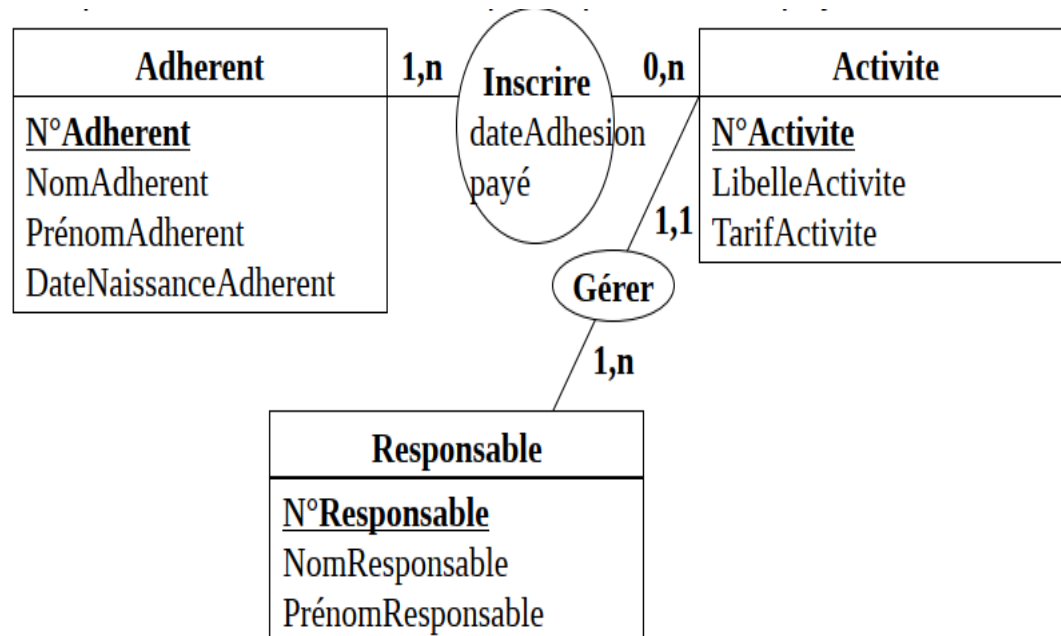 Adherent
1,n
Inscrire
dateAdhesion
payé
0,n
Activite
N°Adherent
NomAdherent
PrénomAdherent
DateNaissanceAdherent
N°Activite
LibelleActivite
TarifActivite
1,1
Gérer
1,n
Responsable
N°Responsable
NomResponsable
PrénomResponsable